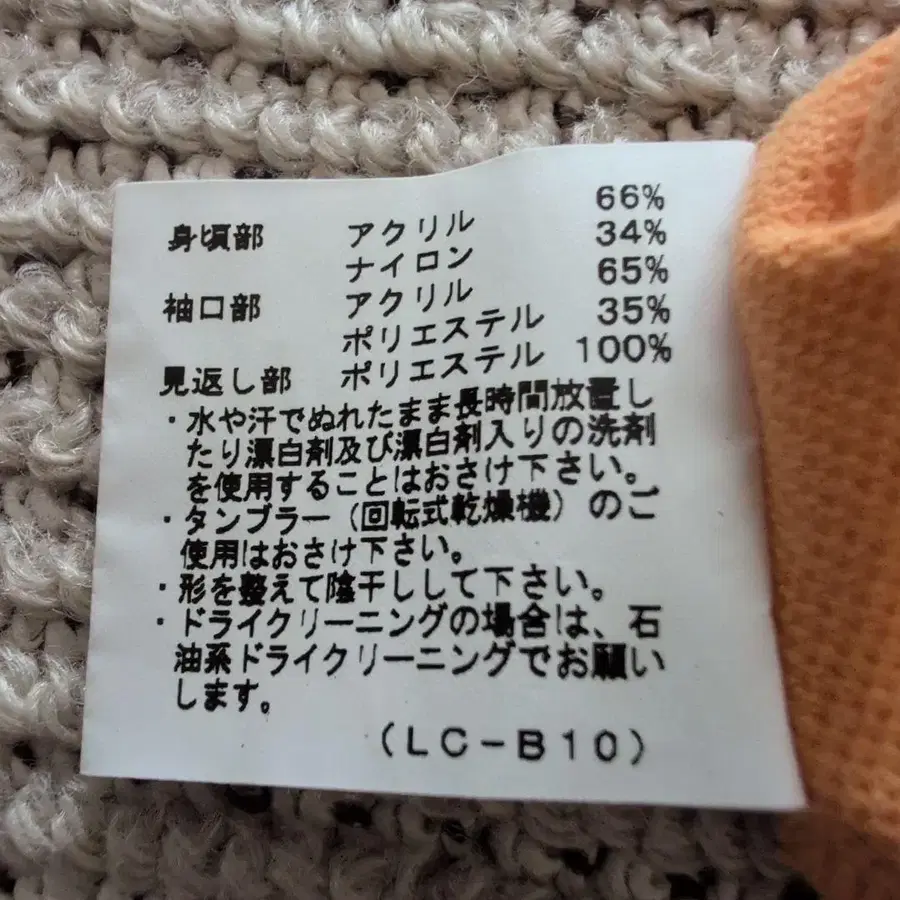 身頃部 アクリル 66%
ナイロン 34%
袖口部 アクリル 65%
ポリエステル 35%
見返し部 ポリエステル 100%
・水や汗でぬれたまま長時間放置し
たり漂白剤及び漂白剤入りの洗剤
を使用することはおさけ下さい。
・タンブラー(回転式乾燥機)のご
使用はおさけ下さい。
・形を整えて陰干しして下さい。
・ドライクリーニングの場合は、石
油系ドライクリーニングでお願い
します。
(LC-B10)